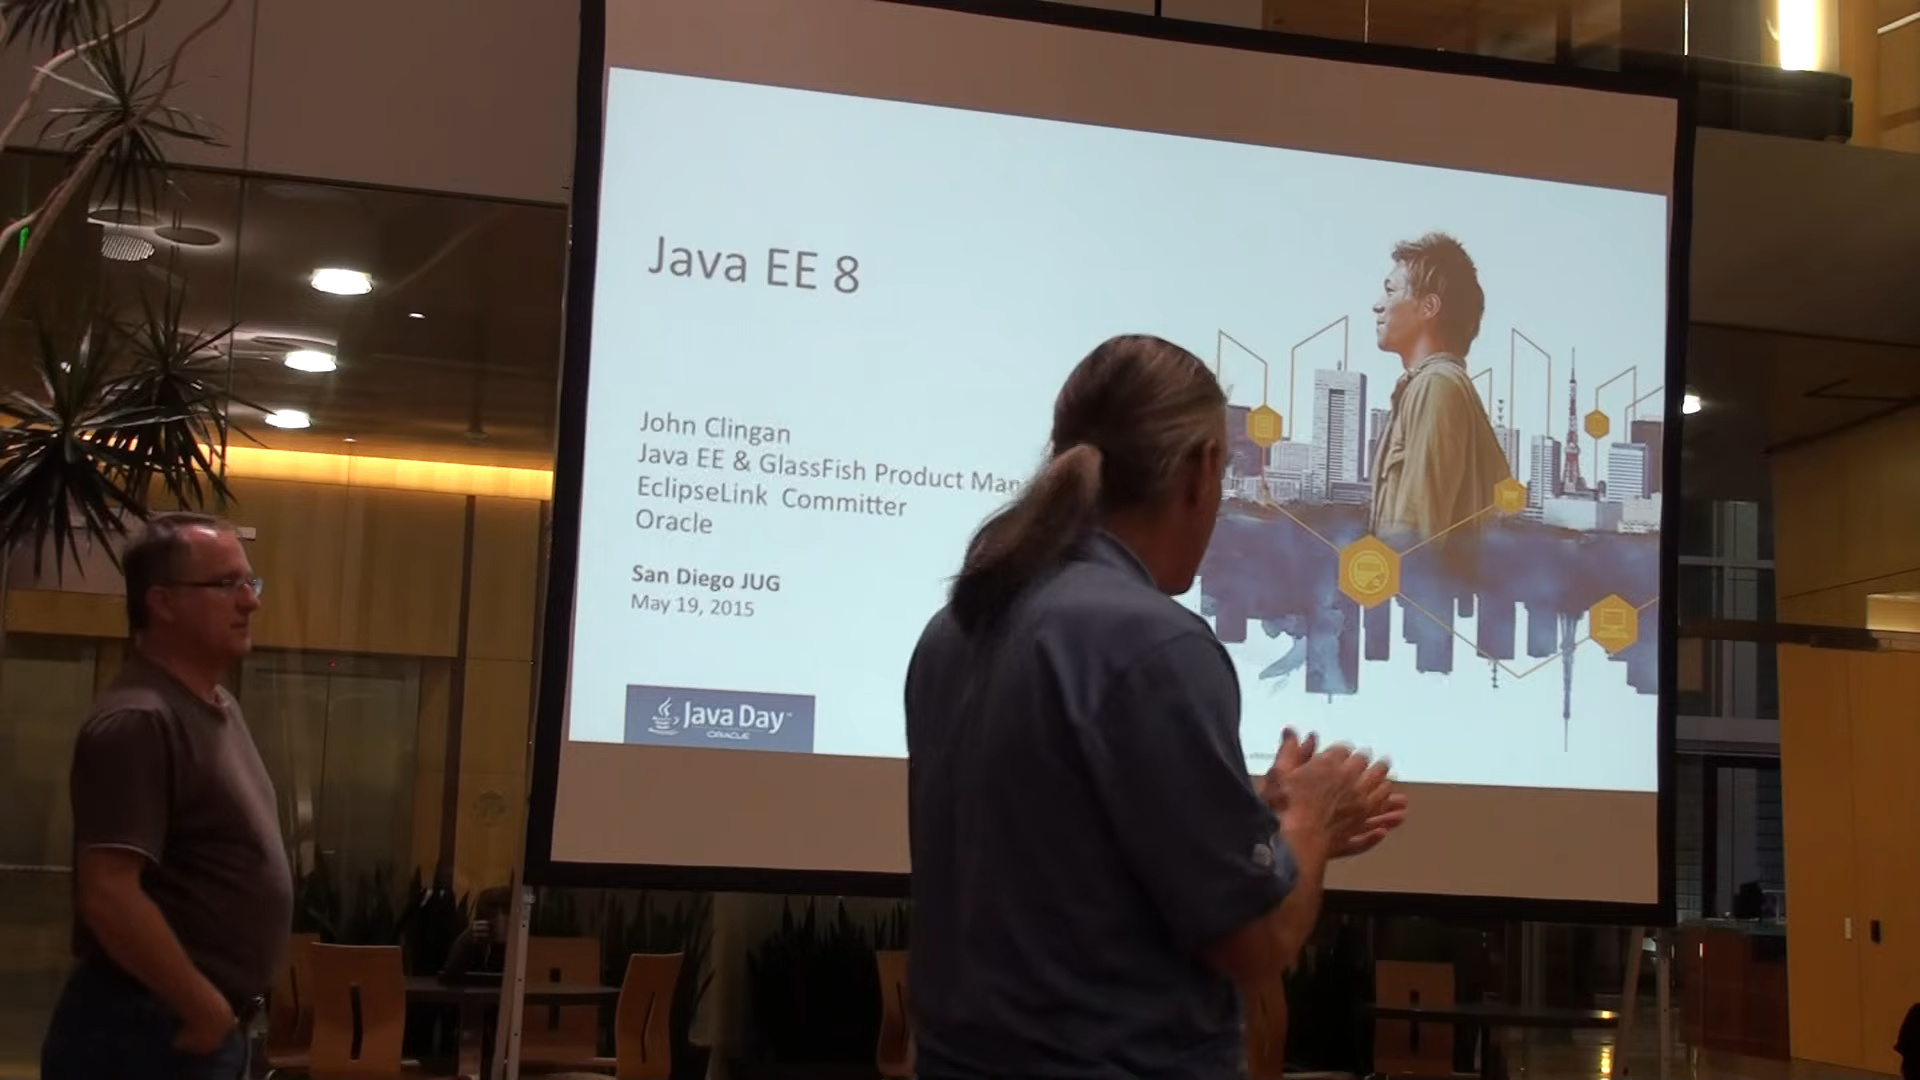 Java EE 8
John Clingan
Java EE & GlassFish Product
EclipseLink Committer
Oracle
San Diego JUG
May 19, 2015
Java Day
ORACLE